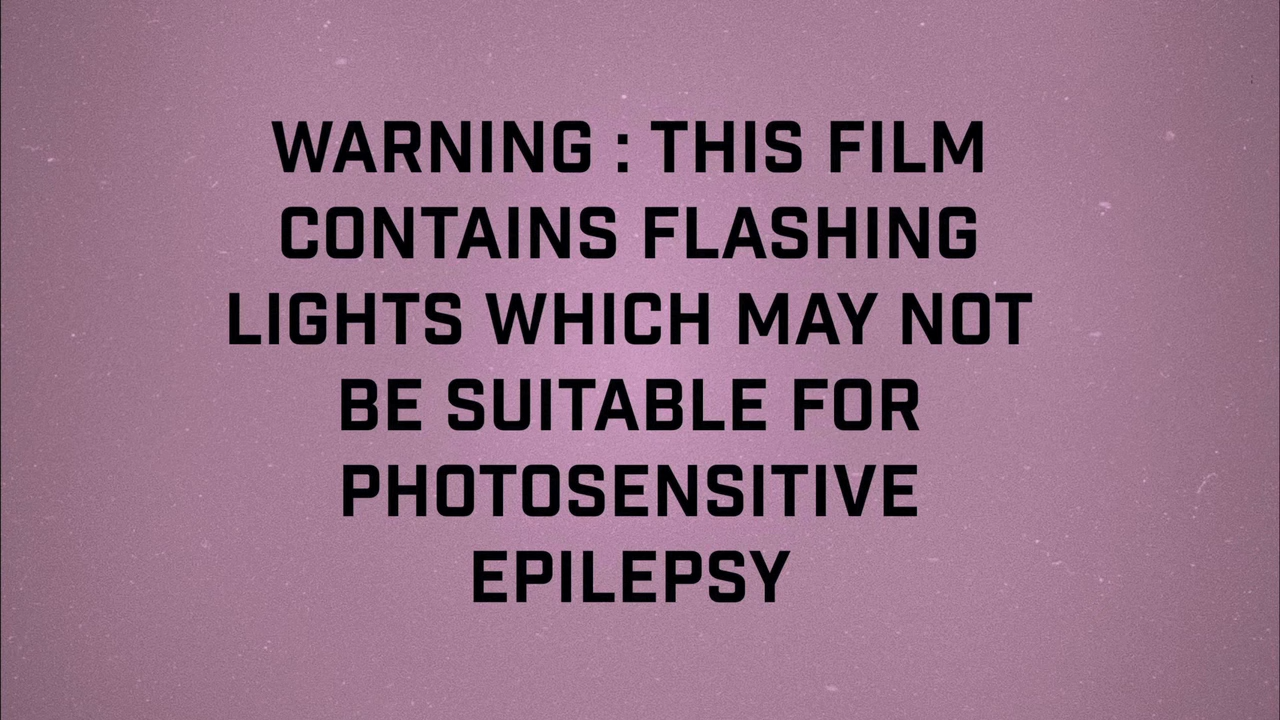 WARNING : THIS FILM
CONTAINS FLASHING
LIGHTS WHICH MAY NOT
BE SUITABLE FOR
PHOTOSENSITIVE
EPILEPSY